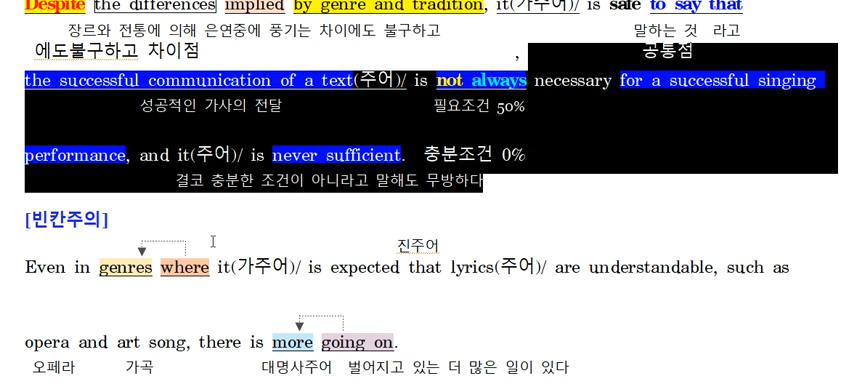 Despite the differences implied by genre and tradition, it(가주어)/ is safe to say that
장르와 전통에 의해 은연중에 풍기는 차이에도 불구하고 말하는 것 라고
에도불구하고 차이점 , 공통점
the successful communication of a text(주어)/ is not always necessary for a successful singing
성공적인 가사의 전달 필요조건 50%
performance, and it(주어)/ is never sufficient. 충분조건 0%
결코 충분한 조건이 아니라고 말해도 무방하다
[빈칸주의]
진주어
Even in genres where it(가주어)/ is expected that lyrics(주어)/ are understandable, such as
opera and art song, there is more going on.
오페라 가곡 대명사주어 벌어지고 있는 더 많은 일이 있다